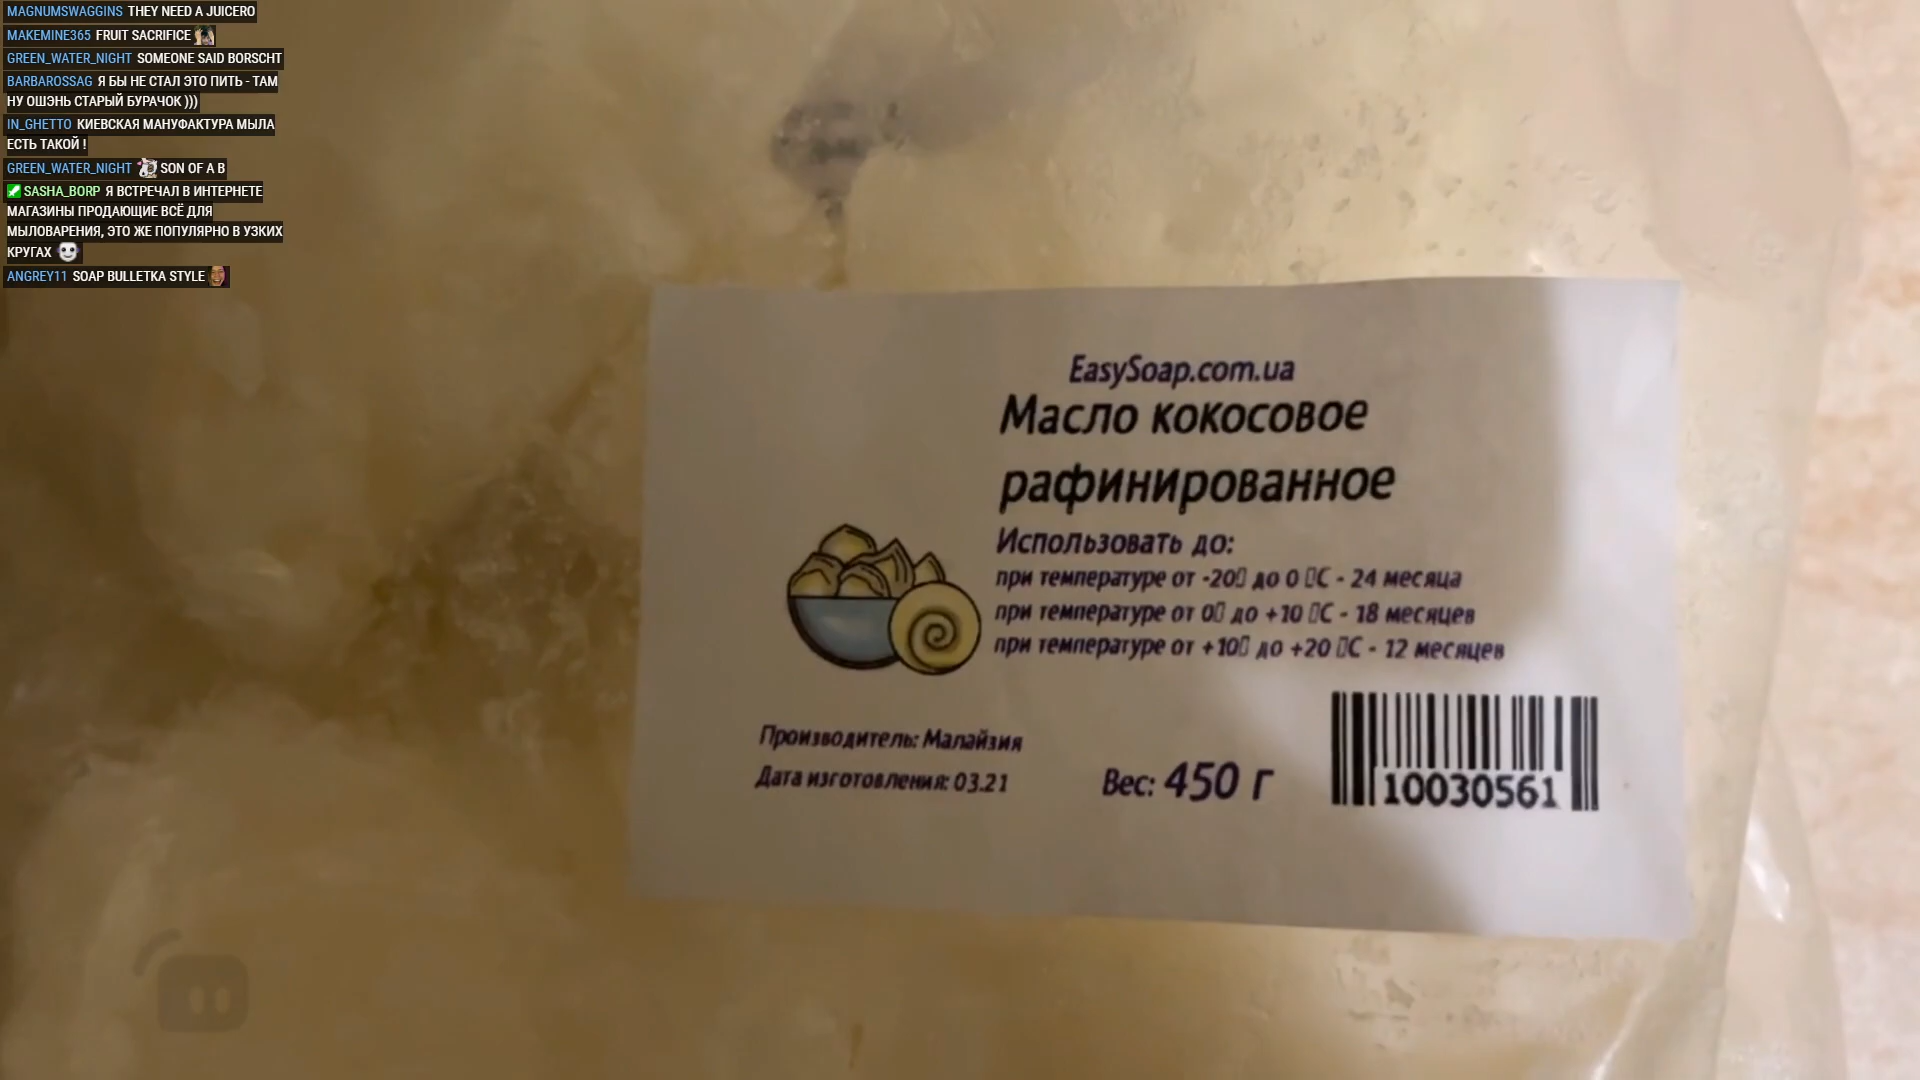 MAGNUMSWAGGINS THEY NEED A JUICERO
MAKEMINE365 FRUIT SACRIFICE
GREEN_WATER_NIGHT SOMEONE SAID BORSCHT
BARBAROSSAG Я БЫ НЕ СТАЛ ЭТО ПИТЬ - ТАМ
НУ ОШЭНЬ СТАРЫЙ БУРАЧОК )))
IN_GHETTO КИЕВСКАЯ МАНУФАКТУРА МЫЛА
ЕСТЬ ТАКОЙ !
GREEN_WATER_NIGHT SON OF A B
SASHA_BORP Я ВСТРЕЧАЛ В ИНТЕРНЕТЕ
МАГАЗИНЫ ПРОДАЮЩИЕ ВСЁ ДЛЯ
МЫЛОВАРЕНИЯ, ЭТО ЖЕ ПОПУЛЯРНО В УЗКИХ
КРУГАХ
ANGREY11 SOAP BULLETKA STYLE
EasySoap.com.ua
Масло кокосовое
рафинированное
Использовать до:
при температуре от -20▯ до 0 ▯С - 24 месяца
при температуре от 0▯ до +10 ▯С - 18 месяцев
при температуре от +10▯ до +20 ▯С - 12 месяцев
Производитель: Малайзия
Дата изготовления: 03.21
Вес: 450 г
10030561